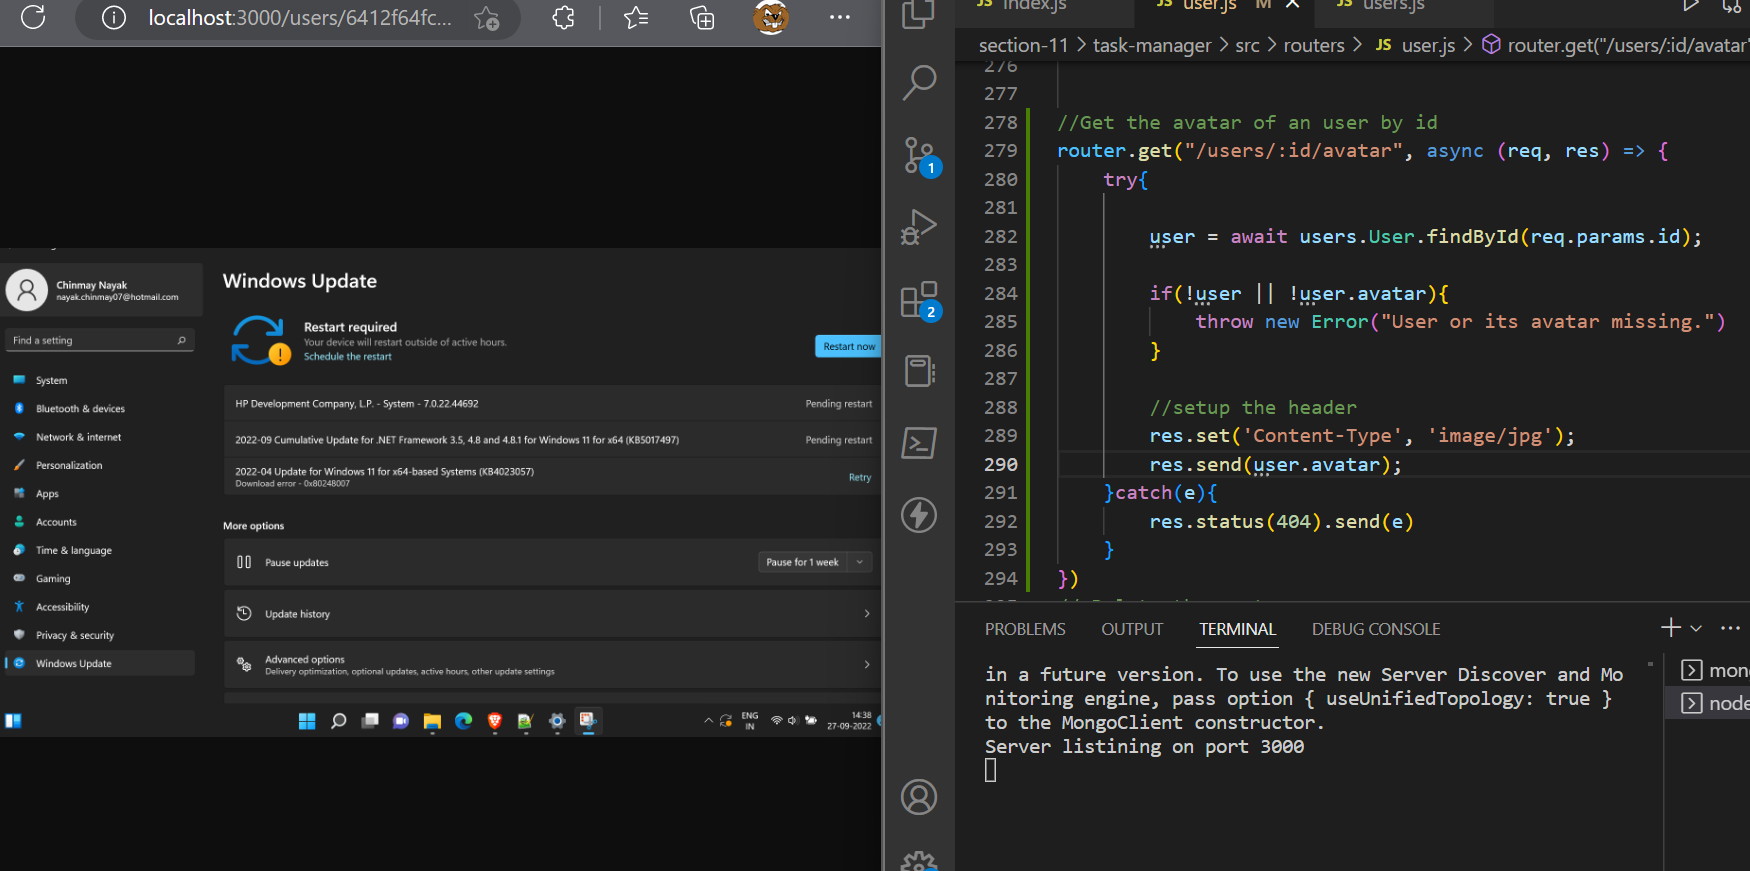 localhost:3000/users/6412f64fc...
Chinmay Nayak
nayak.chinmay07@hotmail.com
Find a setting
System
Bluetooth & devices
Network & internet
Personalization
Apps
Accounts
Time & language
Gaming
Accessibility
Privacy & security
Windows Update
Windows Update
Restart required
Your device will restart outside of active hours.
Schedule the restart
Restart now
HP Development Company, L.P. - System - 7.0.22.44692 Pending restart
2022-09 Cumulative Update for .NET Framework 3.5, 4.8 and 4.8.1 for Windows 11 for x64 (KB5017497) Pending restart
2022-04 Update for Windows 11 for x64-based Systems (KB4023057)
Download error - 0x80248007
Retry
More options
Pause updates Pause for 1 week
Update history
Advanced options
Delivery optimization, optional updates, active hours, other update settings
ENG
IN
14:38
27-09-2022
1
2
JS index.js JS user.js M JS users.js
section-11 > task-manager > src > routers > JS user.js > router.get("/users/:id/avatar"
276
277
278 //Get the avatar of an user by id
279 router.get("/users/:id/avatar", async (req, res) => {
280 try{
281
282 user = await users.User.findById(req.params.id);
283
284 if(!user || !user.avatar){
285 throw new Error("User or its avatar missing.")
286 }
287
288 //setup the header
289 res.set('Content-Type', 'image/jpg');
290 res.send(user.avatar);
291 }catch(e){
292 res.status(404).send(e)
293 }
294 })
PROBLEMS OUTPUT TERMINAL DEBUG CONSOLE
in a future version. To use the new Server Discover and Mo
nitoring engine, pass option { useUnifiedTopology: true }
to the MongoClient constructor.
Server listining on port 3000
mon
node